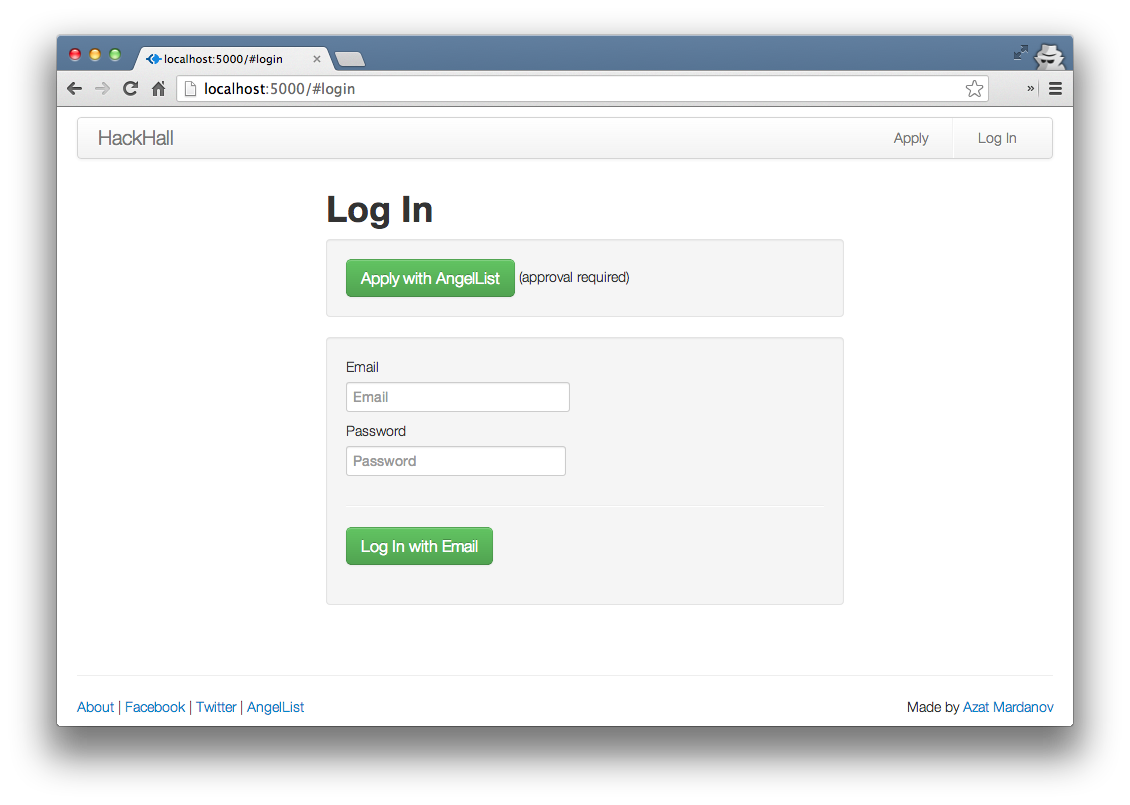 localhost:5000/#login
localhost:5000/#login
HackHall Apply Log In
Log In
Apply with AngelList (approval required)
Email
Email
Password
Password
Log In with Email
About | Facebook | Twitter | AngelList Made by Azat Mardanov